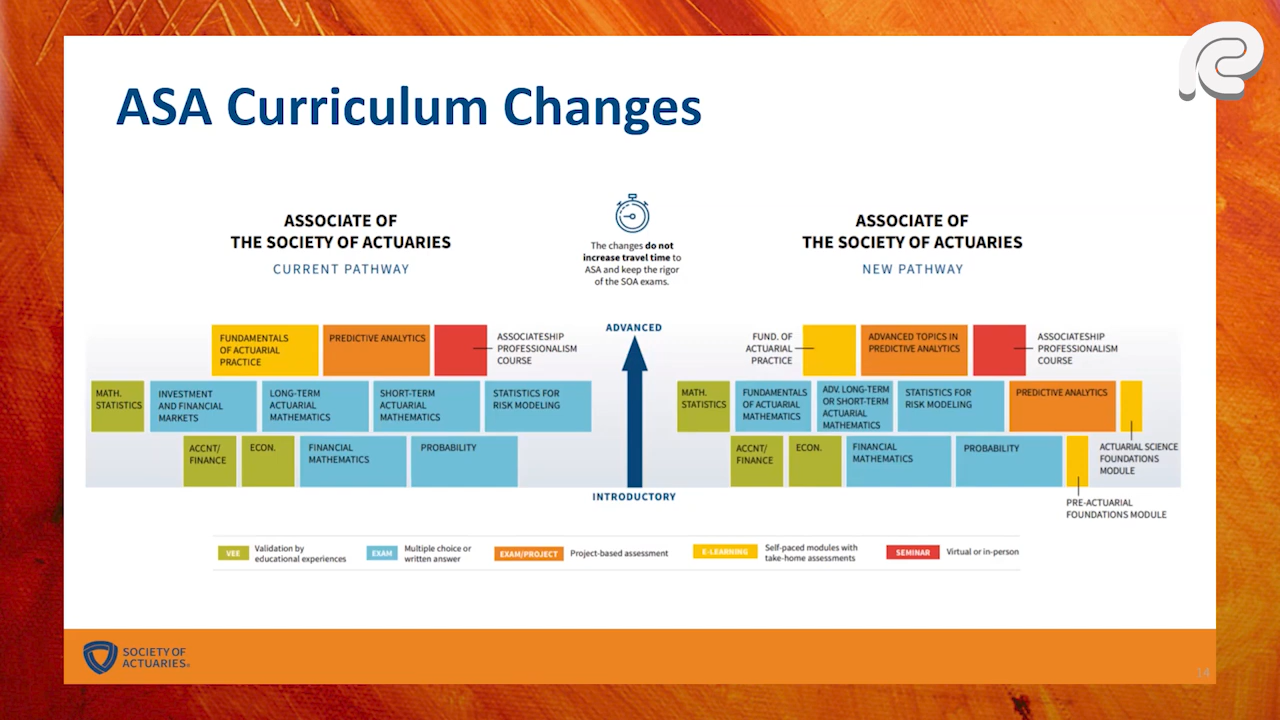 ASA Curriculum Changes
ASSOCIATE OF
THE SOCIETY OF ACTUARIES
CURRENT PATHWAY
The changes do not
increase travel time to
ASA and keep the rigor
of the SOA exams.
ASSOCIATE OF
THE SOCIETY OF ACTUARIES
NEW PATHWAY
FUNDAMENTALS
OF ACTUARIAL
PRACTICE
PREDICTIVE ANALYTICS
ASSOCIATESHIP
PROFESSIONALISM
COURSE
MATH.
STATISTICS
INVESTMENT
AND FINANCIAL
MARKETS
LONG-TERM
ACTUARIAL
MATHEMATICS
SHORT-TERM
ACTUARIAL
MATHEMATICS
STATISTICS FOR
RISK MODELING
ACCNT/
FINANCE
ECON.
FINANCIAL
MATHEMATICS
PROBABILITY
ADVANCED
INTRODUCTORY
FUND. OF
ACTUARIAL
PRACTICE
ADVANCED TOPICS IN
PREDICTIVE ANALYTICS
ASSOCIATESHIP
PROFESSIONALISM
COURSE
MATH.
STATISTICS
FUNDAMENTALS
OF ACTUARIAL
MATHEMATICS
ADV. LONG-TERM
OR SHORT-TERM
ACTUARIAL
MATHEMATICS
STATISTICS FOR
RISK MODELING
PREDICTIVE ANALYTICS
ACCNT/
FINANCE
ECON.
FINANCIAL
MATHEMATICS
PROBABILITY
ACTUARIAL SCIENCE
FOUNDATIONS
MODULE
PRE-ACTUARIAL
FOUNDATIONS MODULE
VEE
Validation by
educational experiences
EXAM
Multiple choice or
written answer
EXAM/PROJECT
Project-based assessment
E-LEARNING
Self-paced modules with
take-home assessments
SEMINAR
Virtual or in-person
SOCIETY OF
ACTUARIES®
14